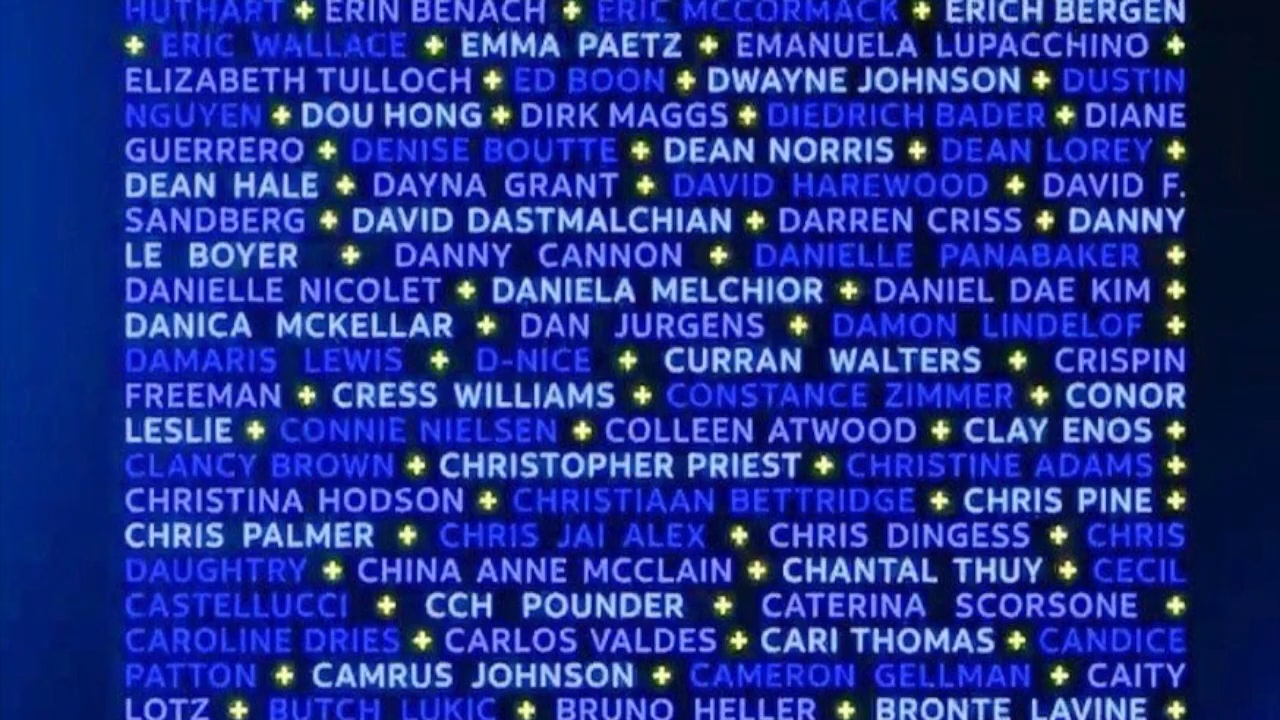 HUTHART + ERIN BENACH + ERIC MCCORMACK + ERICH BERGEN
+ ERIC WALLACE + EMMA PAETZ + EMANUELA LUPACCHINO +
ELIZABETH TULLOCH + ED BOON + DWAYNE JOHNSON + DUSTIN
NGUYEN + DOU HONG + DIRK MAGGS + DIEDRICH BADER + DIANE
GUERRERO + DENISE BOUTTE + DEAN NORRIS + DEAN LOREY +
DEAN HALE + DAYNA GRANT + DAVID HAREWOOD + DAVID F.
SANDBERG + DAVID DASTMALCHIAN + DARREN CRISS + DANNY
LE BOYER + DANNY CANNON + DANIELLE PANABAKER +
DANIELLE NICOLET + DANIELA MELCHIOR + DANIEL DAE KIM +
DANICA MCKELLAR + DAN JURGENS + DAMON LINDELOF +
DAMARIS LEWIS + D-NICE + CURRAN WALTERS + CRISPIN
FREEMAN + CRESS WILLIAMS + CONSTANCE ZIMMER + CONOR
LESLIE + CONNIE NIELSEN + COLLEEN ATWOOD + CLAY ENOS +
CLANCY BROWN + CHRISTOPHER PRIEST + CHRISTINE ADAMS +
CHRISTINA HODSON + CHRISTIAAN BETTRIDGE + CHRIS PINE +
CHRIS PALMER + CHRIS JAI ALEX + CHRIS DINGESS + CHRIS
DAUGHTRY + CHINA ANNE MCCLAIN + CHANTAL THUY + CECIL
CASTELLUCCI + CCH POUNDER + CATERINA SCORSONE +
CAROLINE DRIES + CARLOS VALDES + CARI THOMAS + CANDICE
PATTON + CAMRUS JOHNSON + CAMERON GELLMAN + CAITY
LOTZ + BUTCH LUKIC + BRUNO HELLER + BRONTE LAVINE +